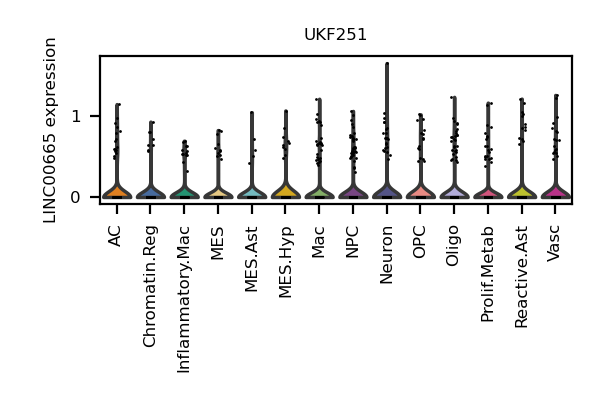 UKF251
LINC00665 expression
1
0
AC
Chromatin.Reg
Inflammatory.Mac
MES
MES.Ast
MES.Hyp
Mac
NPC
Neuron
OPC
Oligo
Prolif.Metab
Reactive.Ast
Vasc